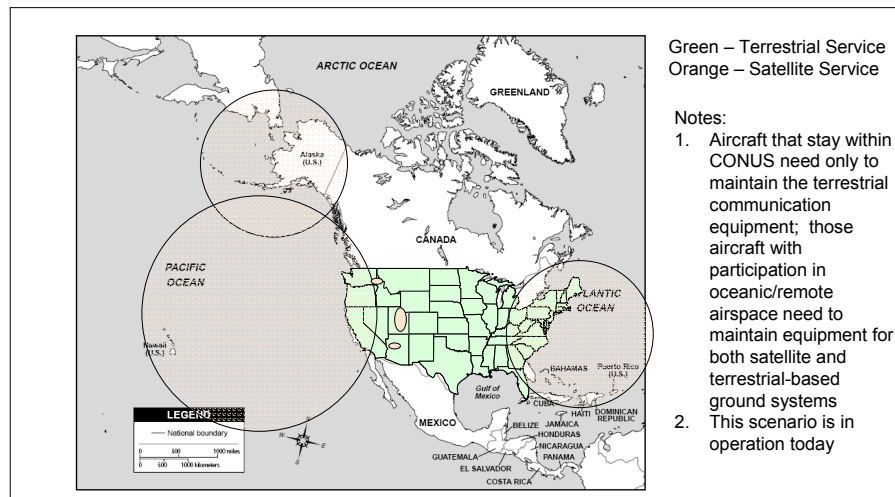 Green – Terrestrial Service
Orange – Satellite Service
Notes:
1. Aircraft that stay within
CONUS need only to
maintain the terrestrial
communication
equipment; those
aircraft with
participation in
oceanic/remote
airspace need to
maintain equipment for
both satellite and
terrestrial-based
ground systems
2. This scenario is in
operation today
ARCTIC OCEAN
GREENLAND
Alaska
(U.S.)
CANADA
PACIFIC
OCEAN
LANTIC
OCEAN
Hawaii
(U.S.)
Gulf of
Mexico
BAHAMAS
Puerto Rico
(U.S.)
CUBA
HAITI
DOMINICAN
REPUBLIC
MEXICO
BELIZE
JAMAICA
HONDURAS
GUATEMALA
NICARAGUA
EL SALVADOR
PANAMA
COSTA RICA
LEGEND
National boundary
0 500 1000 miles
0 500 1000 kilometers
N
W
E
S